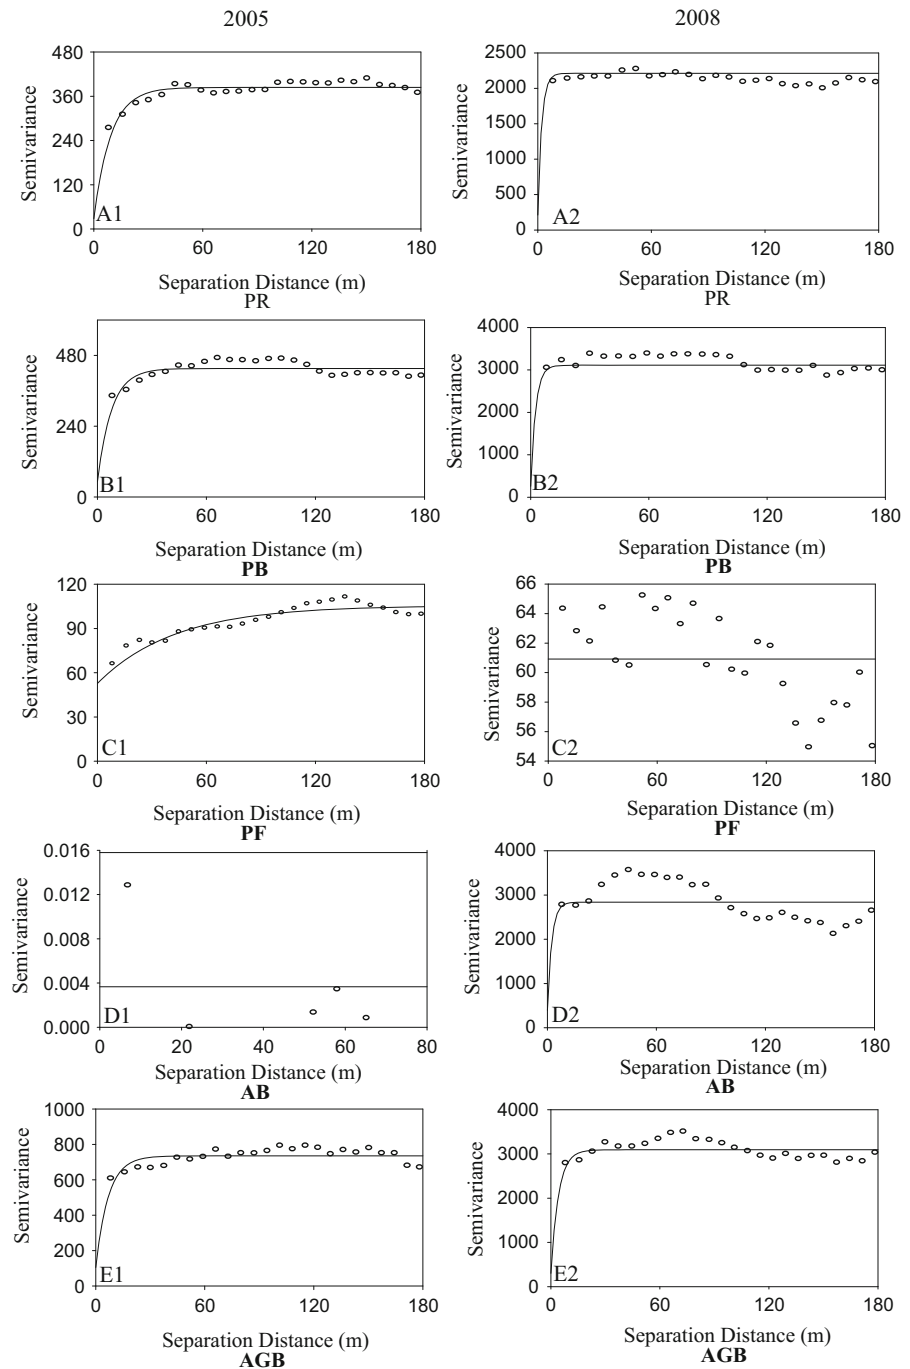 2005
2008
480
360
240
120
0
Semivariance
A1
0 60 120 180
Separation Distance (m)
PR
2500
2000
1500
1000
500
0
Semivariance
A2
0 60 120 180
Separation Distance (m)
PR
480
240
0
Semivariance
B1
0 60 120 180
Separation Distance (m)
PB
4000
3000
2000
1000
0
Semivariance
B2
0 60 120 180
Separation Distance (m)
PB
120
90
60
30
0
Semivariance
C1
0 60 120 180
Separation Distance (m)
PF
66
64
62
60
58
56
54
Semivariance
C2
0 60 120 180
Separation Distance (m)
PF
0.016
0.012
0.008
0.004
0.000
Semivariance
D1
0 20 40 60 80
Separation Distance (m)
AB
4000
3000
2000
1000
0
Semivariance
D2
0 60 120 180
Separation Distance (m)
AB
1000
800
600
400
200
0
Semivariance
E1
0 60 120 180
Separation Distance (m)
AGB
4000
3000
2000
1000
0
Semivariance
E2
0 60 120 180
Separation Distance (m)
AGB